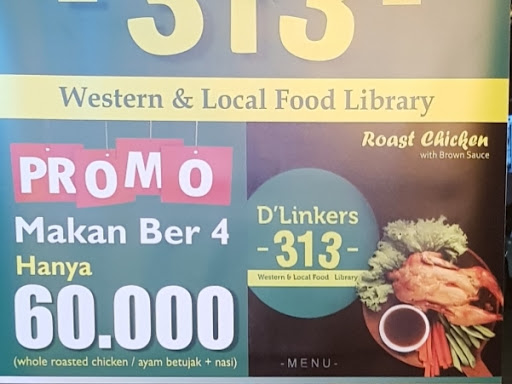 - 313 -
Western & Local Food Library
PROMO
Makan Ber 4
Hanya
60.000
(whole roasted chicken / ayam betujak + nasi)
Roast Chicken
with Brown Sauce
D'Linkers
- 313 -
Western & Local Food Library
- MENU -